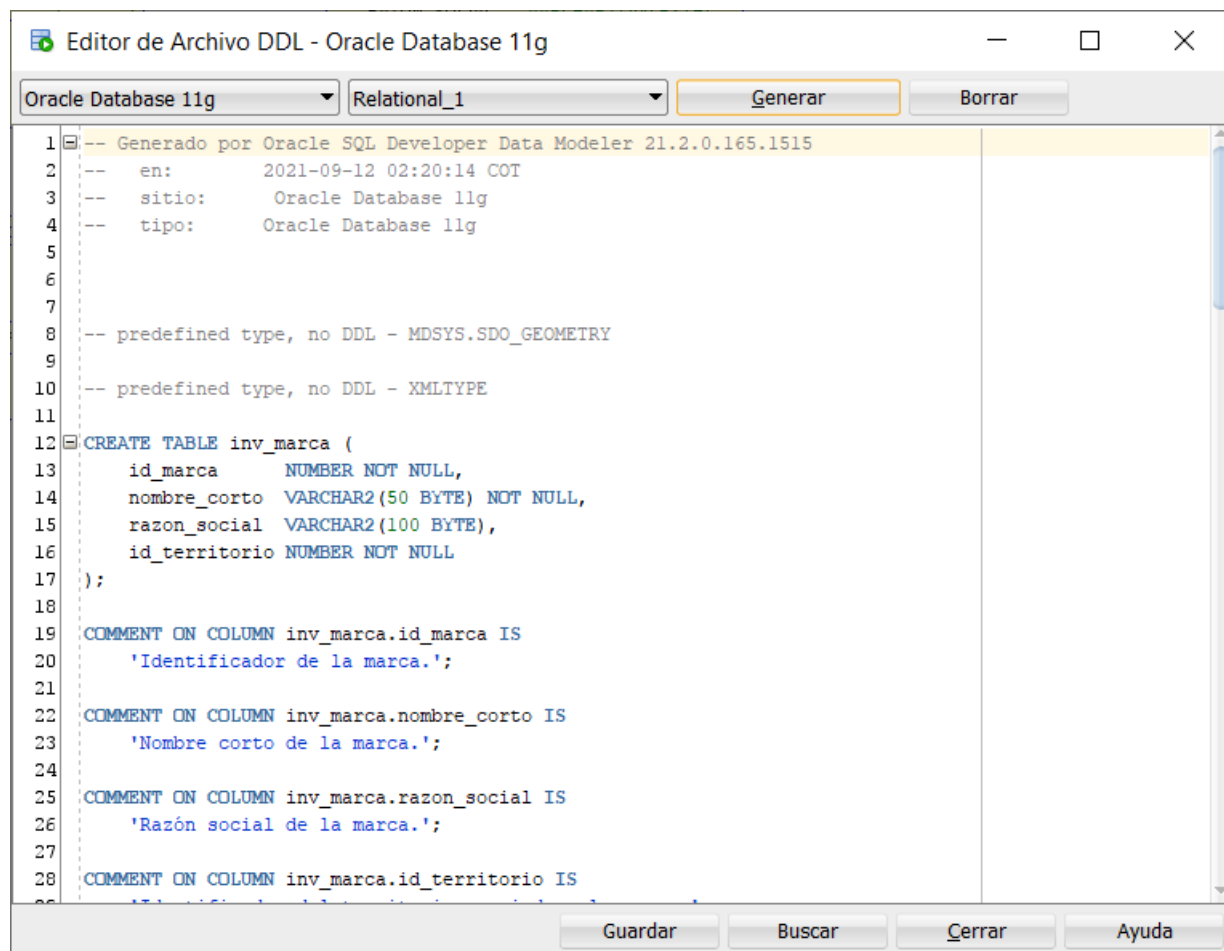 Editor de Archivo DDL - Oracle Database 11g
Oracle Database 11g Relational_1 Generar Borrar
1 -- Generado por Oracle SQL Developer Data Modeler 21.2.0.165.1515
2 --   en:        2021-09-12 02:20:14 COT
3 --   sitio:      Oracle Database 11g
4 --   tipo:      Oracle Database 11g
5
6
7
8 -- predefined type, no DDL - MDSYS.SDO_GEOMETRY
9
10 -- predefined type, no DDL - XMLTYPE
11
12 CREATE TABLE inv_marca (
13     id_marca      NUMBER NOT NULL,
14     nombre_corto  VARCHAR2(50 BYTE) NOT NULL,
15     razon_social  VARCHAR2(100 BYTE),
16     id_territorio NUMBER NOT NULL
17 );
18
19 COMMENT ON COLUMN inv_marca.id_marca IS
20     'Identificador de la marca.';
21
22 COMMENT ON COLUMN inv_marca.nombre_corto IS
23     'Nombre corto de la marca.';
24
25 COMMENT ON COLUMN inv_marca.razon_social IS
26     'Razón social de la marca.';
27
28 COMMENT ON COLUMN inv_marca.id_territorio IS
Guardar Buscar Cerrar Ayuda